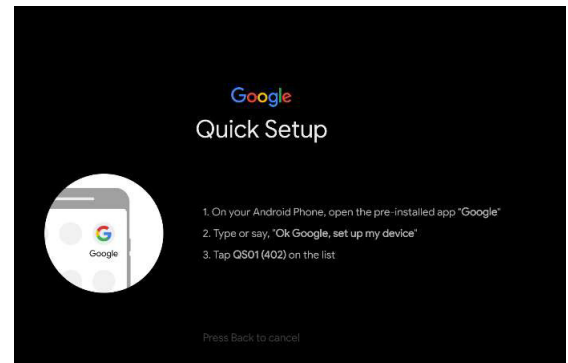 Google
Quick Setup
1. On your Android Phone, open the pre-installed app "Google"
2. Type or say, "Ok Google, set up my device"
3. Tap QS01 (402) on the list
G
Google
Press Back to cancel